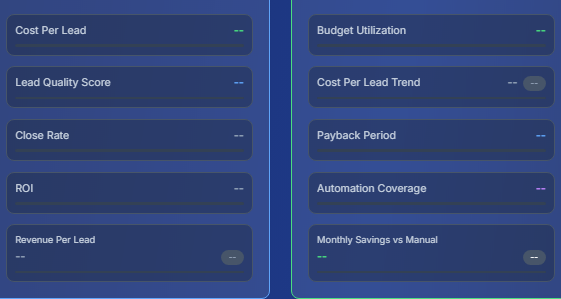 Cost Per Lead --
Lead Quality Score --
Close Rate --
ROI --
Revenue Per Lead
-- --
Budget Utilization --
Cost Per Lead Trend -- --
Payback Period --
Automation Coverage --
Monthly Savings vs Manual
-- --